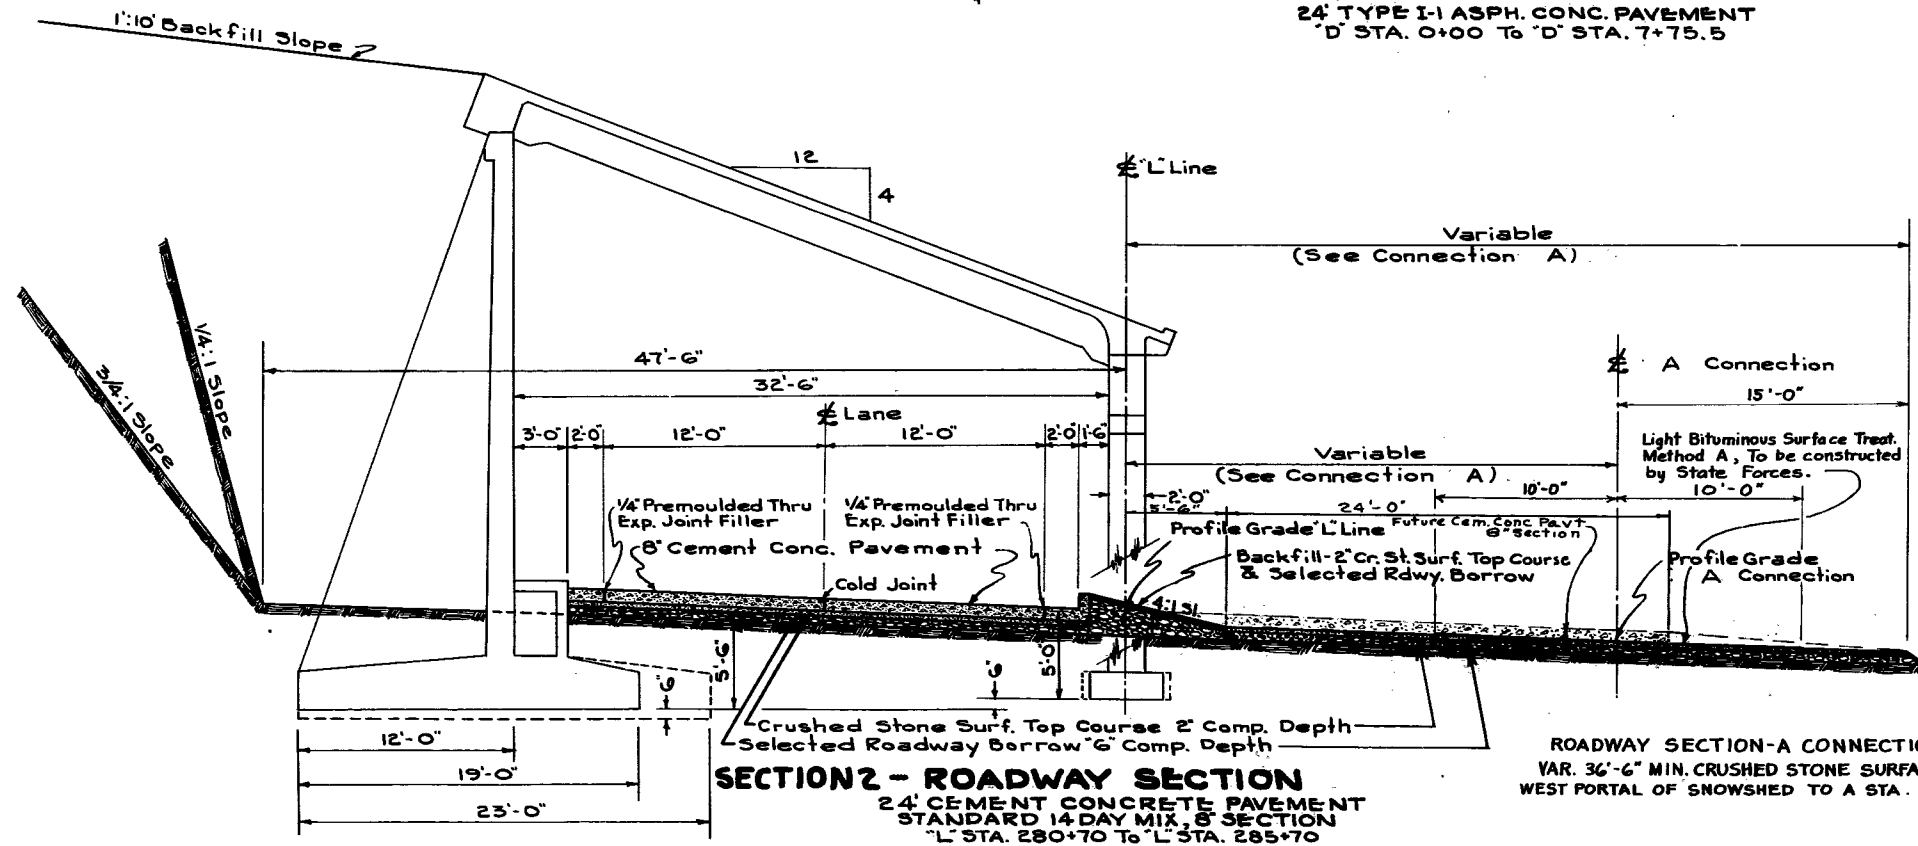 24' TYPE I-1 ASPH. CONC. PAVEMENT
"D" STA. 0+00 To "D" STA. 7+75.5
1':10' Backfill Slope
12
4
℄ "L" Line
Variable
(See Connection A)
1/4:1 Slope
3/4:1 Slope
47'-6"
32'-6"
℄ Lane
3'-0"
2'-0"
12'-0"
12'-0"
2'-0"
1'-6"
℄ A Connection
15'-0"
Variable
(See Connection A)
Light Bituminous Surface Treat.
Method A, To be constructed
by State Forces.
10'-0"
10'-0"
2'-0"
5'-6"
24'-0"
1/4" Premoulded Thru
Exp. Joint Filler
1/4" Premoulded Thru
Exp. Joint Filler
8" Cement Conc. Pavement
Cold Joint
Profile Grade "L" Line
Future Cem. Conc. Pav't.
8" Section
Backfill-2" Cr. St. Surf. Top Course
& Selected Rdwy. Borrow
Profile Grade
A Connection
4:1 Sl
5'-6"
6"
6"
5'-0"
Crushed Stone Surf. Top Course 2" Comp. Depth
Selected Roadway Borrow "6" Comp. Depth
12'-0"
19'-0"
23'-0"
SECTION 2 - ROADWAY SECTION
24' CEMENT CONCRETE PAVEMENT
STANDARD 14 DAY MIX, 8" SECTION
"L" STA. 280+70 To "L" STA. 285+70
ROADWAY SECTION-A CONNECTIO
VAR. 36'-6" MIN. CRUSHED STONE SURFA
WEST PORTAL OF SNOWSHED TO A STA.